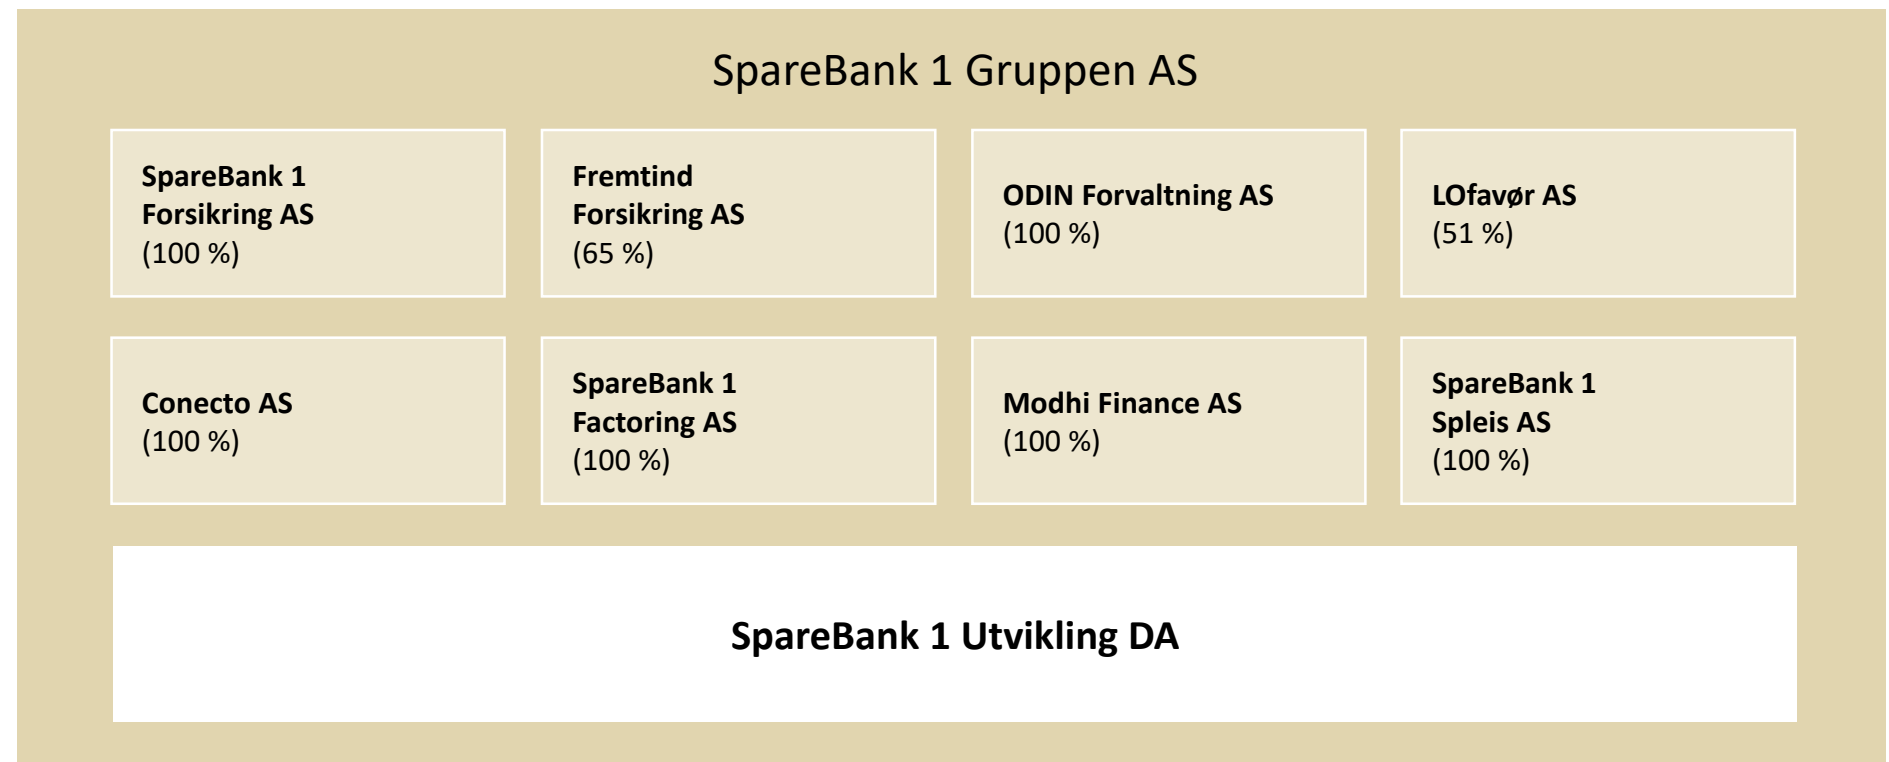 SpareBank 1 Gruppen AS
SpareBank 1
Forsikring AS
(100 %)
Fremtind
Forsikring AS
(65 %)
ODIN Forvaltning AS
(100 %)
LOfavør AS
(51 %)
Conecto AS
(100 %)
SpareBank 1
Factoring AS
(100 %)
Modhi Finance AS
(100 %)
SpareBank 1
Spleis AS
(100 %)
SpareBank 1 Utvikling DA